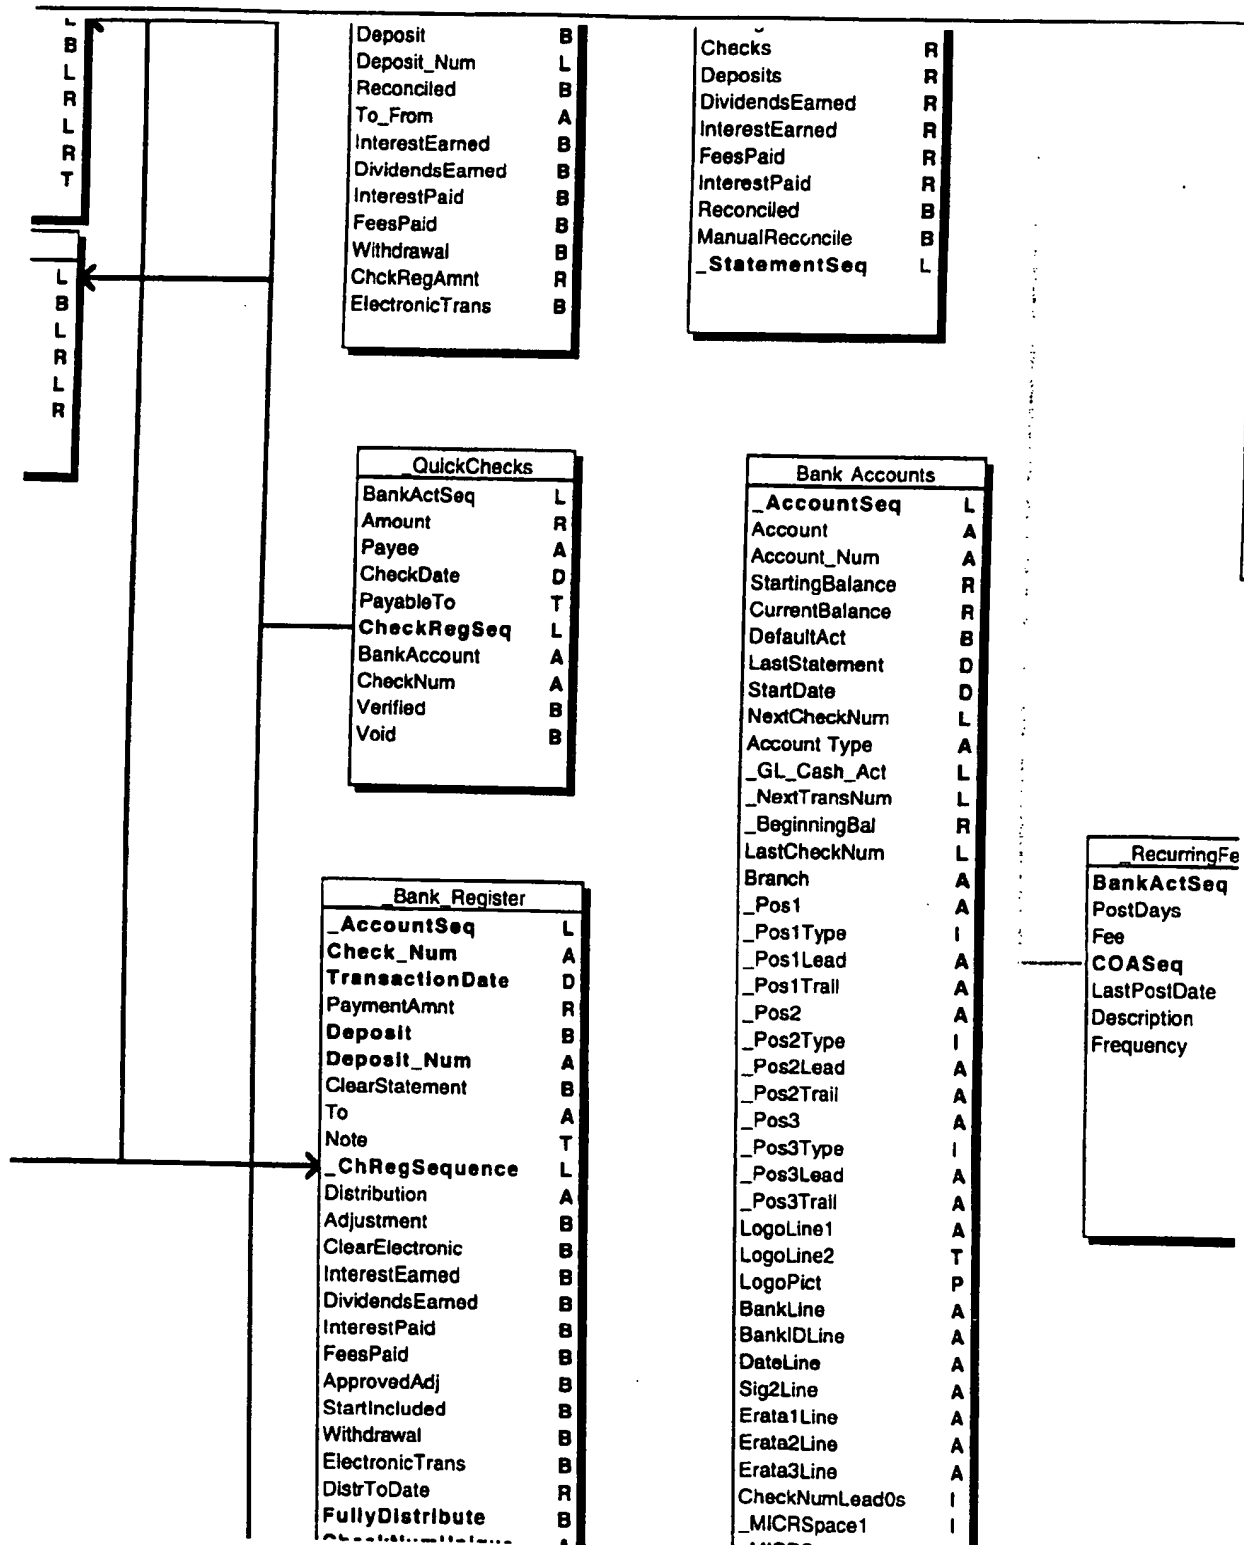 L
B
L
R
L
R
T
L
B
L
R
L
R
Deposit B
Deposit_Num L
Reconciled B
To_From A
InterestEarned B
DividendsEarned B
InterestPaid B
FeesPaid B
Withdrawal B
ChckRegAmnt R
ElectronicTrans B
Checks R
Deposits R
DividendsEarned R
InterestEarned R
FeesPaid R
InterestPaid R
Reconciled B
ManualReconcile B
_StatementSeq L
_QuickChecks
BankActSeq L
Amount R
Payee A
CheckDate D
PayableTo T
CheckRegSeq L
BankAccount A
CheckNum A
Verified B
Void B
_Bank_Register
_AccountSeq L
Check_Num A
TransactionDate D
PaymentAmnt R
Deposit B
Deposit_Num A
ClearStatement B
To A
Note T
_ChRegSequence L
Distribution A
Adjustment B
ClearElectronic B
InterestEarned B
DividendsEarned B
InterestPaid B
FeesPaid B
ApprovedAdj B
StartIncluded B
Withdrawal B
ElectronicTrans B
DistrToDate R
FullyDistribute B
Bank Accounts
_AccountSeq L
Account A
Account_Num A
StartingBalance R
CurrentBalance R
DefaultAct B
LastStatement D
StartDate D
NextCheckNum L
Account Type A
_GL_Cash_Act L
_NextTransNum L
_BeginningBal R
LastCheckNum L
Branch A
_Pos1 A
_Pos1Type I
_Pos1Lead A
_Pos1Trail A
_Pos2 A
_Pos2Type I
_Pos2Lead A
_Pos2Trail A
_Pos3 A
_Pos3Type I
_Pos3Lead A
_Pos3Trail A
LogoLine1 A
LogoLine2 T
LogoPict P
BankLine A
BankIDLine A
DateLine A
Sig2Line A
Erata1Line A
Erata2Line A
Erata3Line A
CheckNumLead0s I
_MICRSpace1 I
_RecurringFe
BankActSeq
PostDays
Fee
COASeq
LastPostDate
Description
Frequency